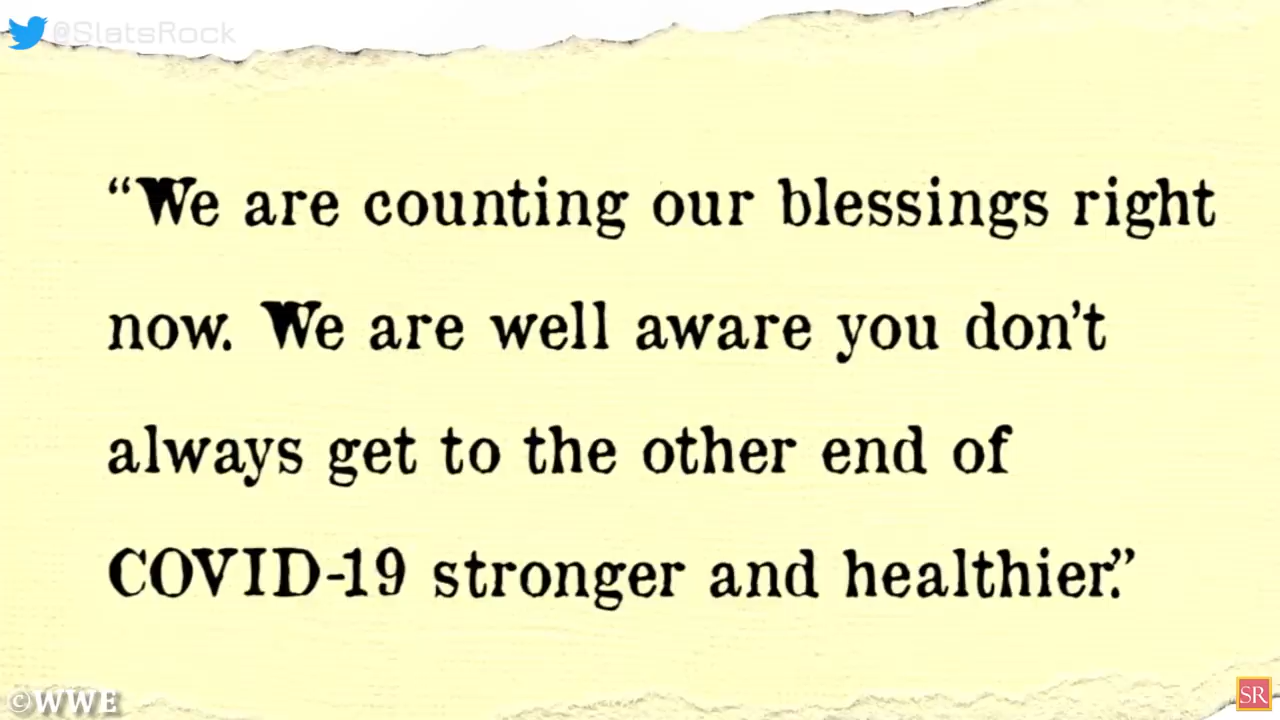 @SlatsRock
“We are counting our blessings right
now. We are well aware you don’t
always get to the other end of
COVID-19 stronger and healthier.”
©WWE
SR